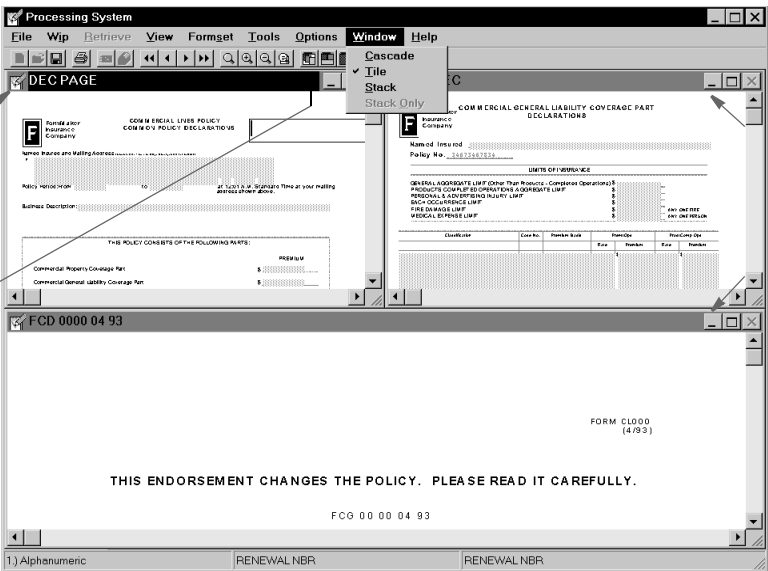 Processing System
File Wip Retrieve View Formset Tools Options Window Help
Cascade
Tile
Stack
Stack Only
DEC PAGE
F
FormMaker
Insurance
Company
COMMERCIAL LINES POLICY
COMMON POLICY DECLARATIONS
Named Insured and Mailing Address
Policy Period: From
to
at 12:01 A.M. Standard Time at your mailing
address shown above.
Business Description:
THIS POLICY CONSISTS OF THE FOLLOWING PARTS:
PREMIUM
Commercial Property Coverage Part $
Commercial General Liability Coverage Part $
EC
F
Insurance
Company
COMMERCIAL GENERAL LIABILITY COVERAGE PART
DECLARATIONS
Named Insured
Policy No. 24673467834
LIMITS OF INSURANCE
GENERAL AGGREGATE LIMIT (Other Than Products - Completed Operations) $
PRODUCTS COMPLETED OPERATIONS AGGREGATE LIMIT $
PERSONAL & ADVERTISING INJURY LIMIT $
EACH OCCURRENCE LIMIT $
FIRE DAMAGE LIMIT $ ANY ONE FIRE
MEDICAL EXPENSE LIMIT $ ANY ONE PERSON
Classification Code No. Premium Basis Prem/Ops Prod/Comp Ops
Rate Premium Rate Premium
$ $
FCD 0000 04 93
FORM CL000
(4/93)
THIS ENDORSEMENT CHANGES THE POLICY. PLEASE READ IT CAREFULLY.
FCG 00 00 04 93
1.) Alphanumeric RENEWAL NBR RENEWAL NBR